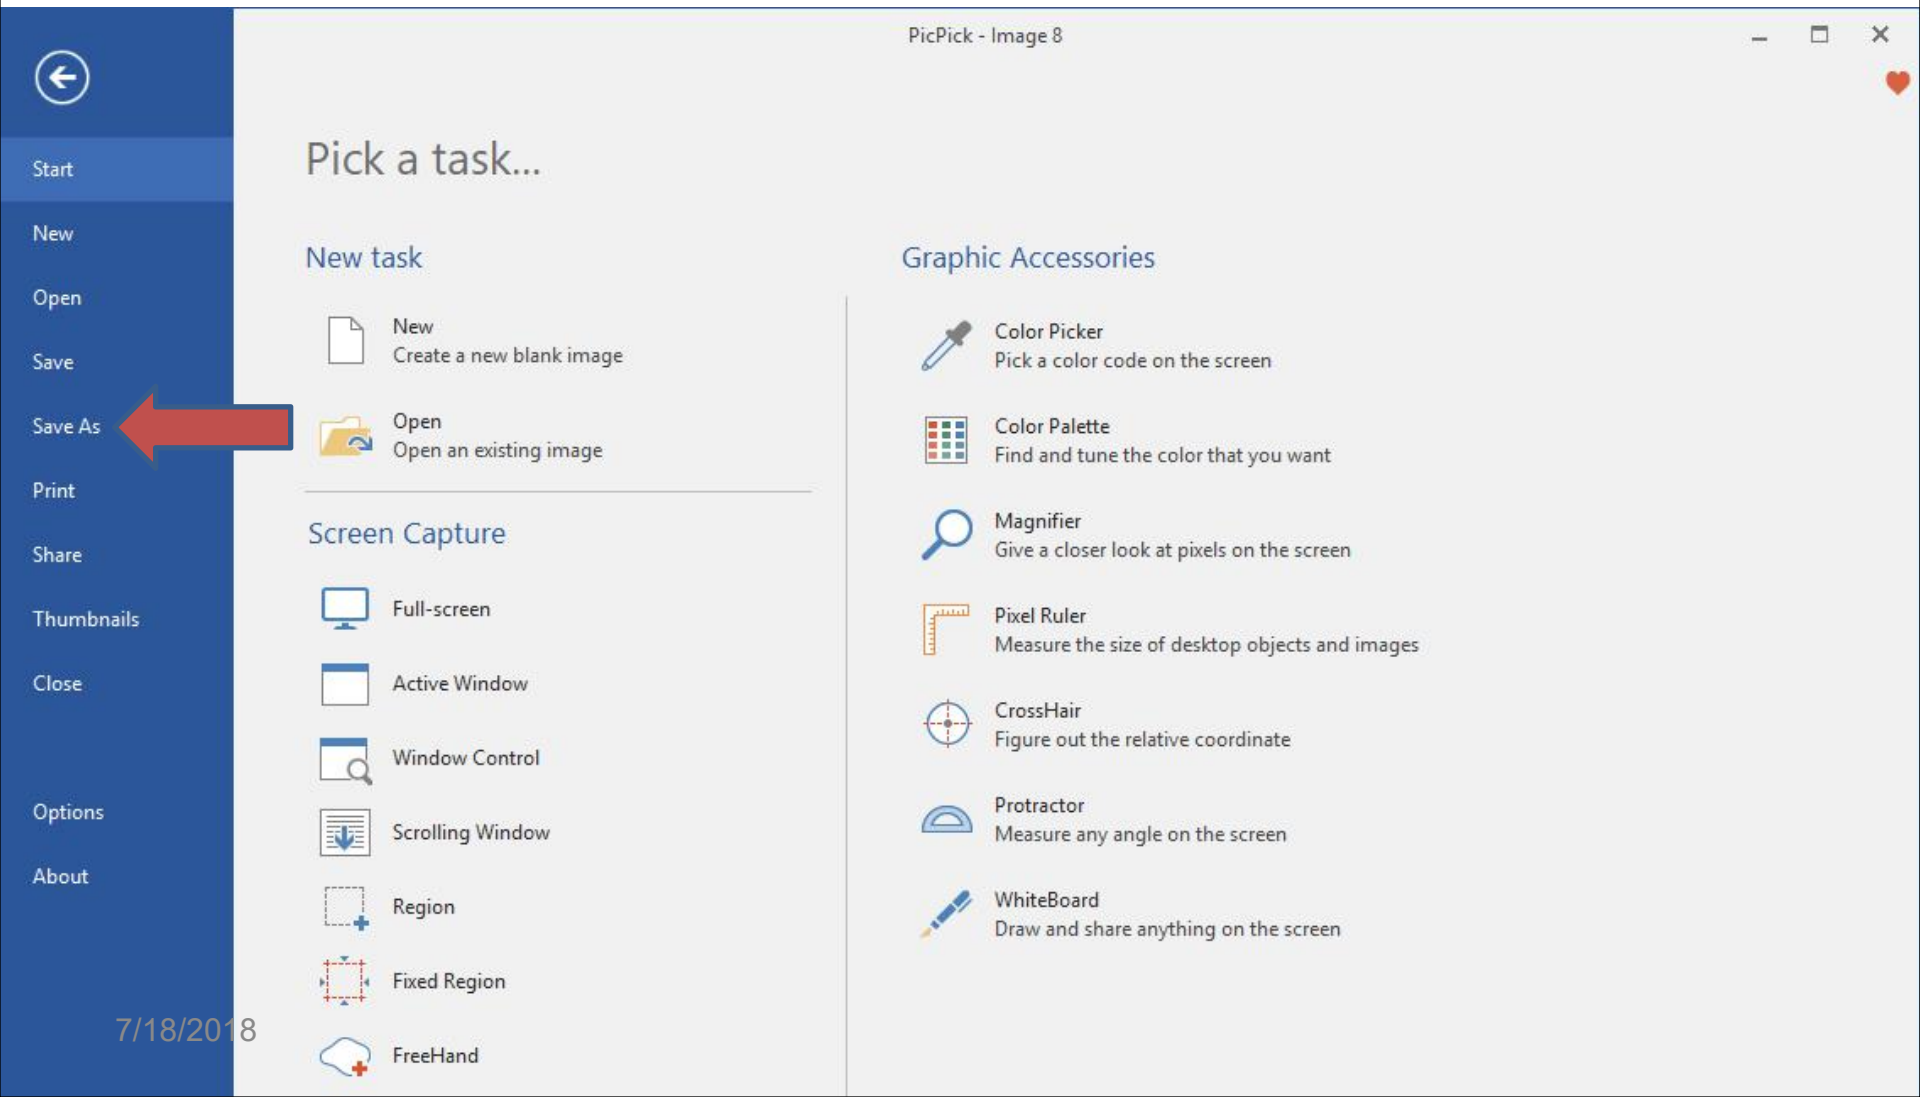 PicPick - Image 8
Start
New
Open
Save
Save As
Print
Share
Thumbnails
Close
Options
About
Pick a task...
New task
New
Create a new blank image
Open
Open an existing image
Screen Capture
Full-screen
Active Window
Window Control
Scrolling Window
Region
Fixed Region
FreeHand
Graphic Accessories
Color Picker
Pick a color code on the screen
Color Palette
Find and tune the color that you want
Magnifier
Give a closer look at pixels on the screen
Pixel Ruler
Measure the size of desktop objects and images
CrossHair
Figure out the relative coordinate
Protractor
Measure any angle on the screen
WhiteBoard
Draw and share anything on the screen
7/18/2018